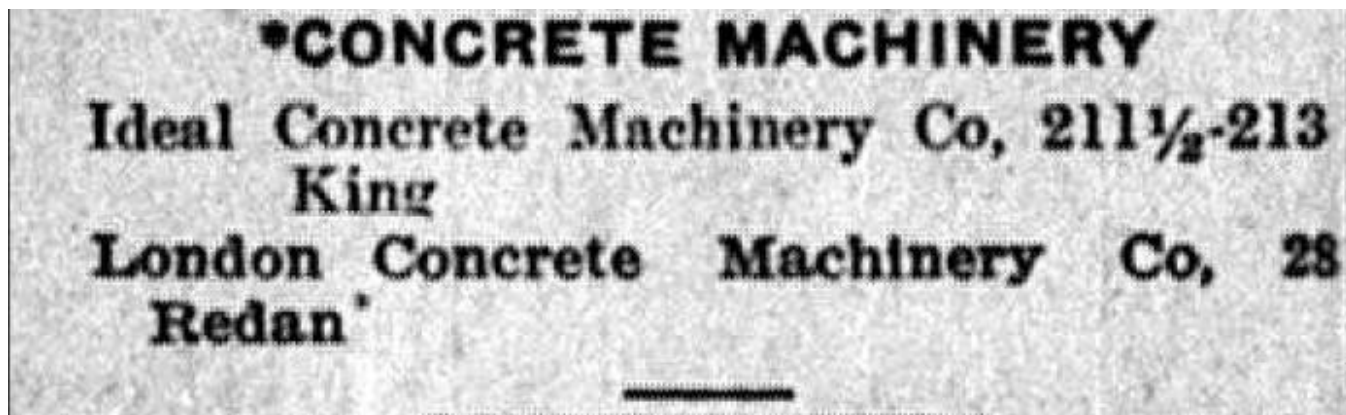 *CONCRETE MACHINERY
Ideal Concrete Machinery Co, 211½-213
King
London Concrete Machinery Co, 28
Redan